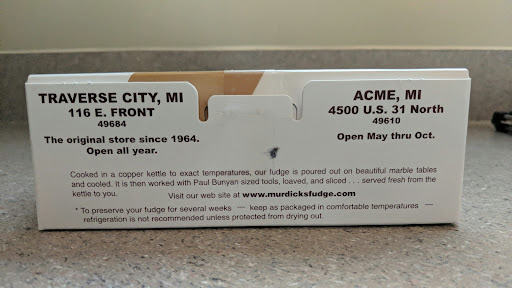 TRAVERSE CITY, MI
116 E. FRONT
49684
The original store since 1964.
Open all year.
ACME, MI
4500 U.S. 31 North
49610
Open May thru Oct.
Cooked in a copper kettle to exact temperatures, our fudge is poured out on beautiful marble tables
and cooled. It is then worked with Paul Bunyan sized tools, loaved, and sliced . . . served fresh from the
kettle to you.
Visit our web site at www.murdicksfudge.com
* To preserve your fudge for several weeks — keep as packaged in comfortable temperatures —
refrigeration is not recommended unless protected from drying out.